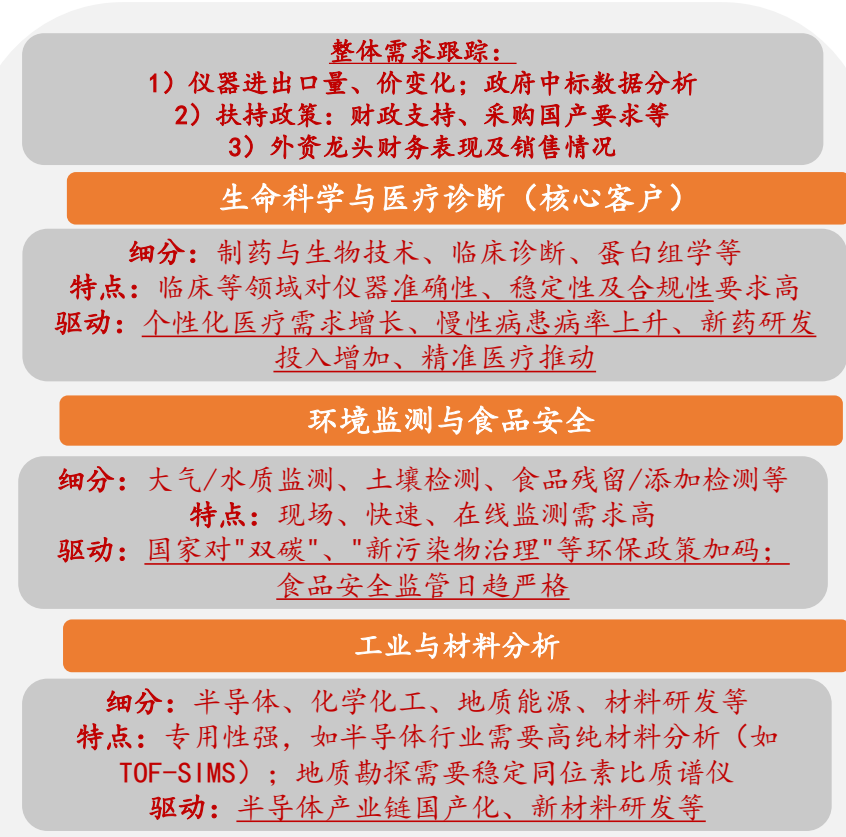 整体需求跟踪：
1）仪器进出口量、价变化；政府中标数据分析
2）扶持政策：财政支持、采购国产要求等
3）外资龙头财务表现及销售情况
生命科学与医疗诊断（核心客户）
细分：制药与生物技术、临床诊断、蛋白组学等
特点：临床等领域对仪器准确性、稳定性及合规性要求高
驱动：个性化医疗需求增长、慢性病患病率上升、新药研发
投入增加、精准医疗推动
环境监测与食品安全
细分：大气/水质监测、土壤检测、食品残留/添加检测等
特点：现场、快速、在线监测需求高
驱动：国家对"双碳"、"新污染物治理"等环保政策加码；
食品安全监管日趋严格
工业与材料分析
细分：半导体、化学化工、地质能源、材料研发等
特点：专用性强，如半导体行业需要高纯材料分析（如
TOF-SIMS）；地质勘探需要稳定同位素比质谱仪
驱动：半导体产业链国产化、新材料研发等